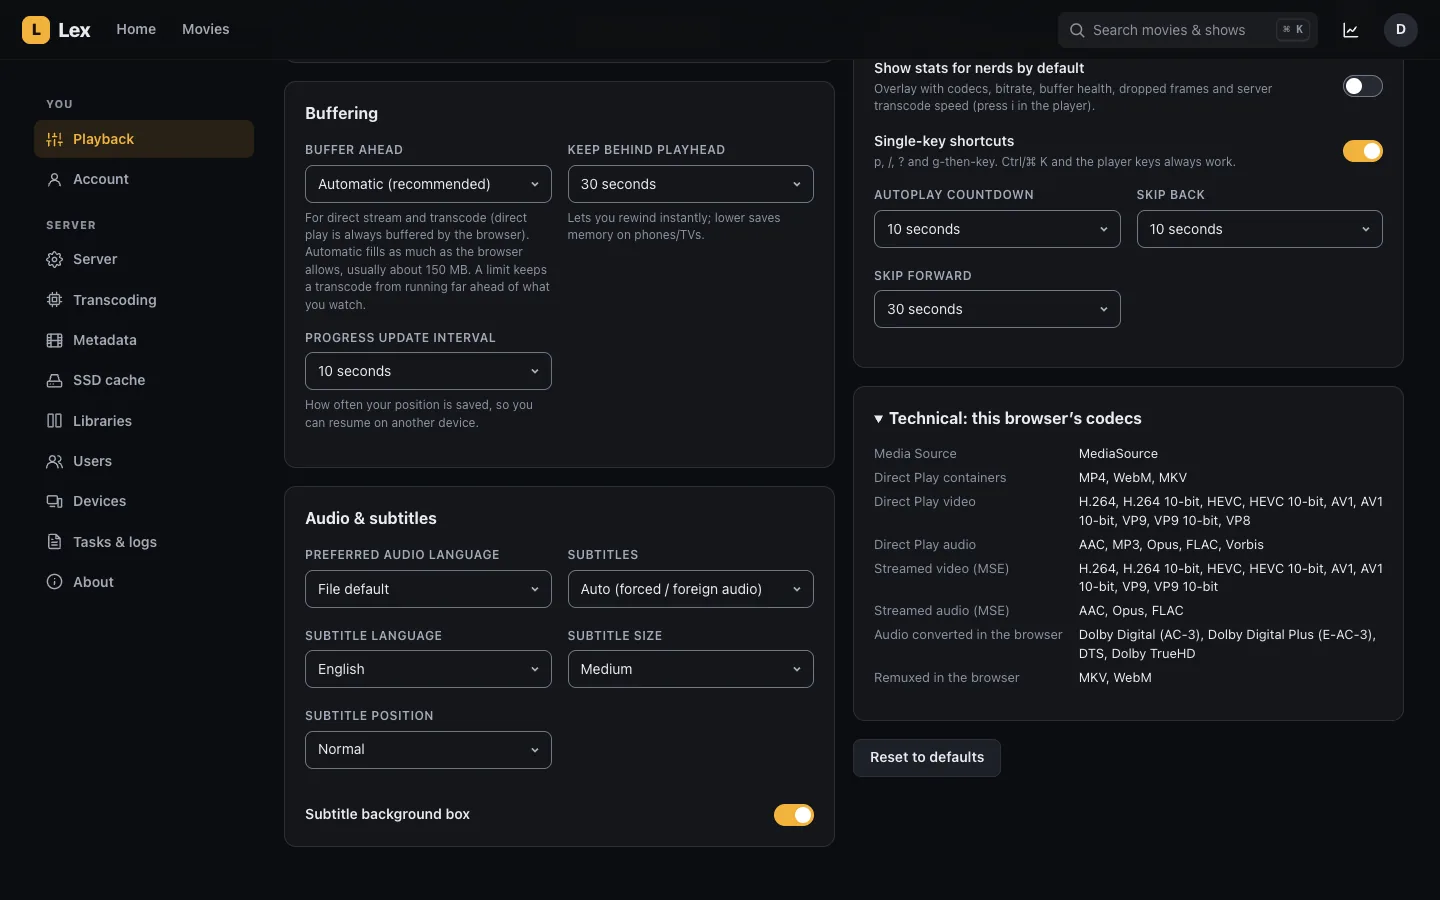 L Lex
Home
Movies
Search movies & shows
⌘ K
D
YOU
Playback
Account
SERVER
Server
Transcoding
Metadata
SSD cache
Libraries
Users
Devices
Tasks & logs
About
Buffering
BUFFER AHEAD
Automatic (recommended)
For direct stream and transcode (direct
play is always buffered by the browser).
Automatic fills as much as the browser
allows, usually about 150 MB. A limit keeps
a transcode from running far ahead of what
you watch.
KEEP BEHIND PLAYHEAD
30 seconds
Lets you rewind instantly; lower saves
memory on phones/TVs.
PROGRESS UPDATE INTERVAL
10 seconds
How often your position is saved, so you
can resume on another device.
Audio & subtitles
PREFERRED AUDIO LANGUAGE
File default
SUBTITLES
Auto (forced / foreign audio)
SUBTITLE LANGUAGE
English
SUBTITLE SIZE
Medium
SUBTITLE POSITION
Normal
Subtitle background box
Show stats for nerds by default
Overlay with codecs, bitrate, buffer health, dropped frames and server
transcode speed (press i in the player).
Single-key shortcuts
p, /, ? and g-then-key. Ctrl/⌘ K and the player keys always work.
AUTOPLAY COUNTDOWN
10 seconds
SKIP BACK
10 seconds
SKIP FORWARD
30 seconds
▼ Technical: this browser’s codecs
Media Source MediaSource
Direct Play containers MP4, WebM, MKV
Direct Play video H.264, H.264 10-bit, HEVC, HEVC 10-bit, AV1, AV1
10-bit, VP9, VP9 10-bit, VP8
Direct Play audio AAC, MP3, Opus, FLAC, Vorbis
Streamed video (MSE) H.264, H.264 10-bit, HEVC, HEVC 10-bit, AV1, AV1
10-bit, VP9, VP9 10-bit
Streamed audio (MSE) AAC, Opus, FLAC
Audio converted in the browser Dolby Digital (AC-3), Dolby Digital Plus (E-AC-3),
DTS, Dolby TrueHD
Remuxed in the browser MKV, WebM
Reset to defaults